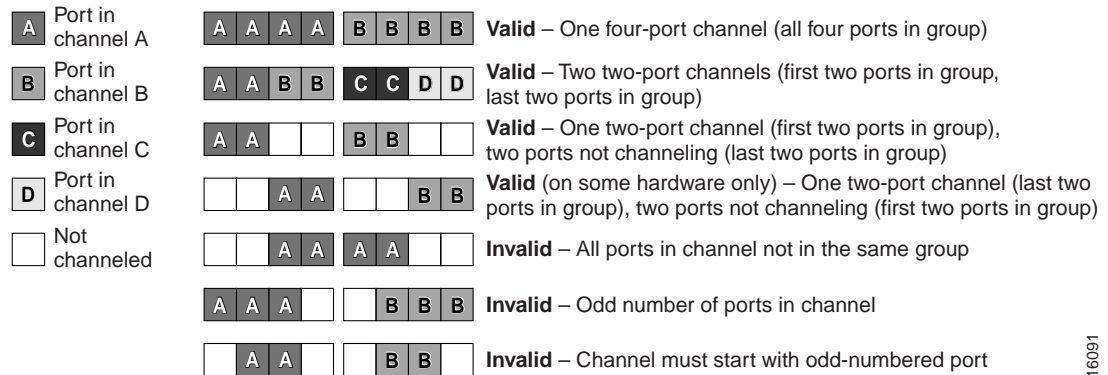 A Port in
channel A
B Port in
channel B
C Port in
channel C
D Port in
channel D
Not
channeled
A A A A B B B B Valid – One four-port channel (all four ports in group)
A A B B C C D D Valid – Two two-port channels (first two ports in group,
last two ports in group)
A A B B Valid – One two-port channel (first two ports in group),
two ports not channeling (last two ports in group)
A A B B Valid (on some hardware only) – One two-port channel (last two
ports in group), two ports not channeling (first two ports in group)
A A A A Invalid – All ports in channel not in the same group
A A A B B B Invalid – Odd number of ports in channel
A A B B Invalid – Channel must start with odd-numbered port
16091